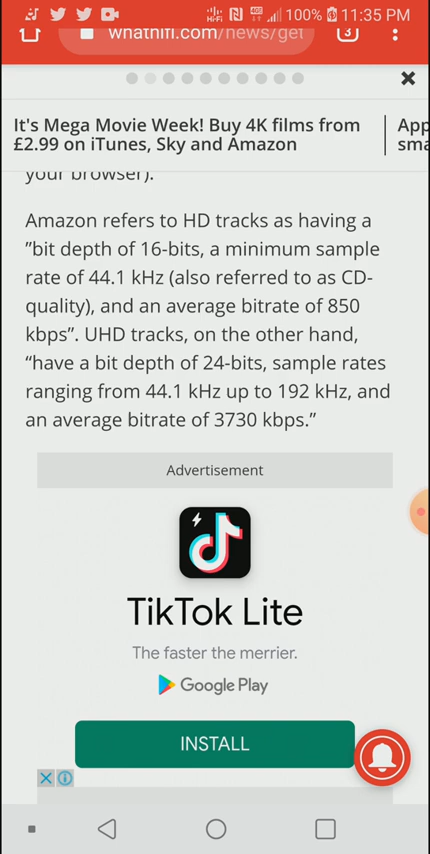 Hi-Fi 4GE 100% 11:35 PM
whathifi.com/news/get 3
It's Mega Movie Week! Buy 4K films from
£2.99 on iTunes, Sky and Amazon
App
sma
your browser).
Amazon refers to HD tracks as having a
"bit depth of 16-bits, a minimum sample
rate of 44.1 kHz (also referred to as CD-
quality), and an average bitrate of 850
kbps". UHD tracks, on the other hand,
“have a bit depth of 24-bits, sample rates
ranging from 44.1 kHz up to 192 kHz, and
an average bitrate of 3730 kbps.”
Advertisement
TikTok Lite
The faster the merrier.
Google Play
INSTALL